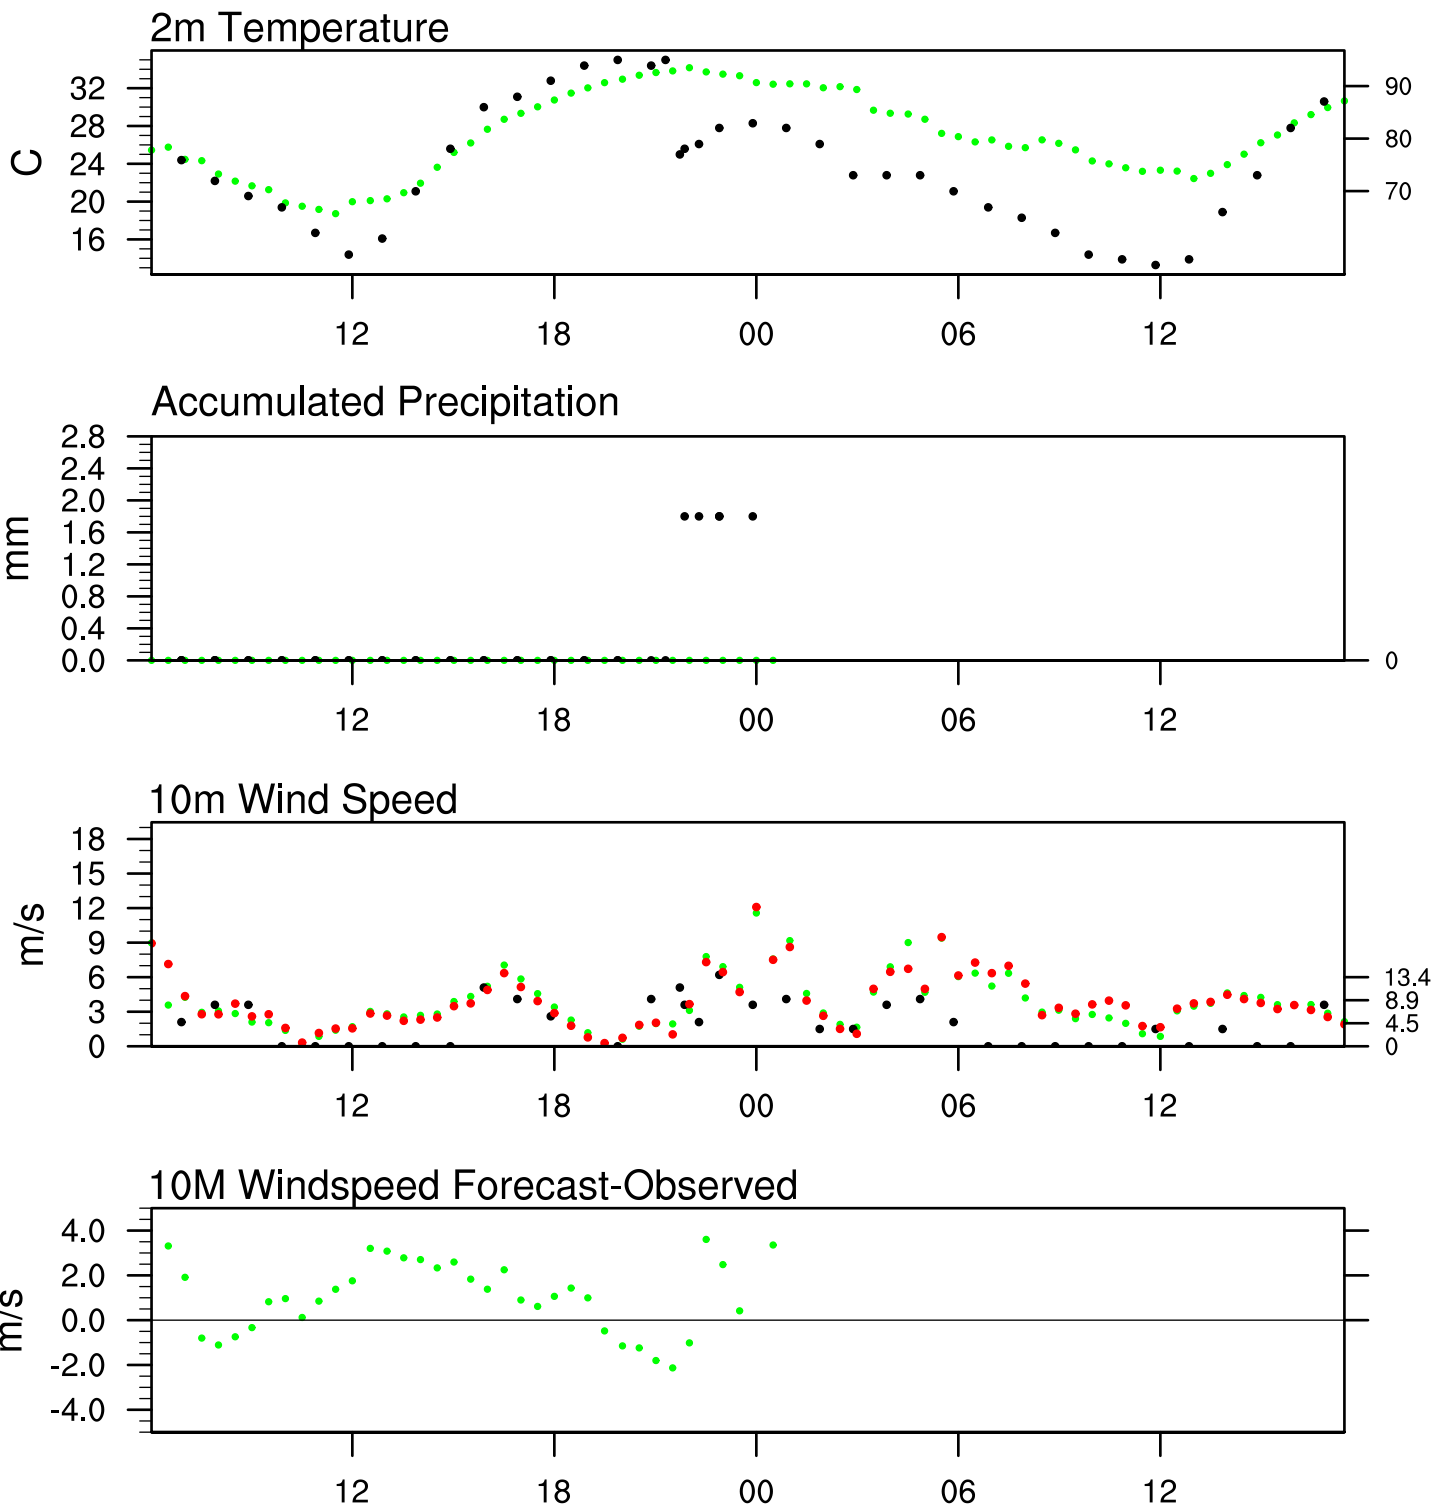 2m Temperature
C
32
28
24
20
16
90
80
70
12 18 00 06 12
Accumulated Precipitation
mm
2.8
2.4
2.0
1.6
1.2
0.8
0.4
0.0
0
12 18 00 06 12
10m Wind Speed
m/s
18
15
12
9
6
3
0
13.4
8.9
4.5
0
12 18 00 06 12
10M Windspeed Forecast-Observed
m/s
4.0
2.0
0.0
-2.0
-4.0
12 18 00 06 12